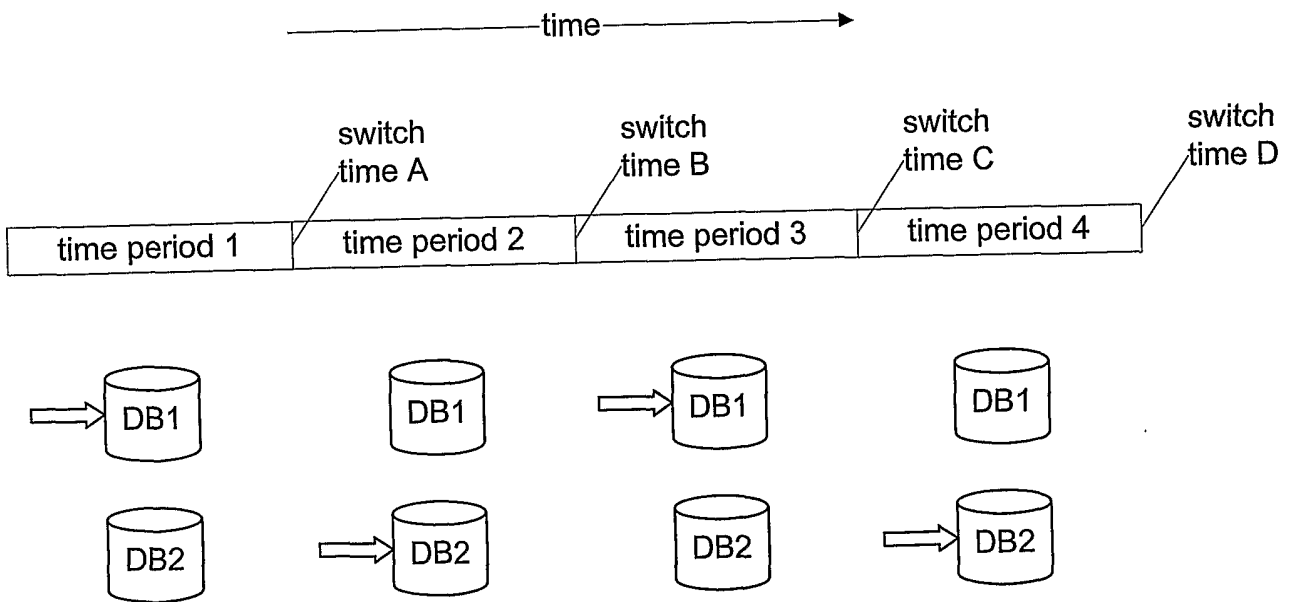 time
switch
time A
switch
time B
switch
time C
switch
time D
time period 1
time period 2
time period 3
time period 4
DB1
DB1
DB1
DB1
DB2
DB2
DB2
DB2